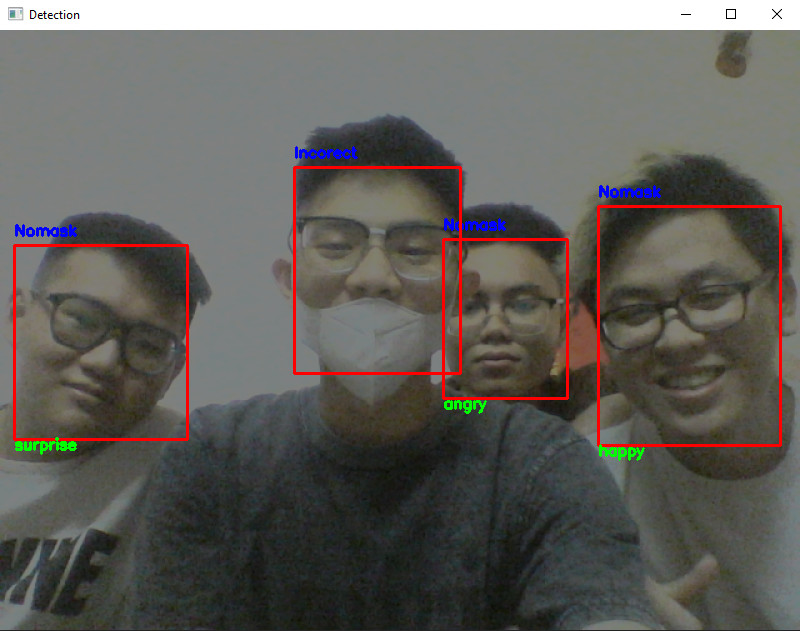 Detection
Incorect
Nomask
Nomask
Nomask
angry
surprise
happy